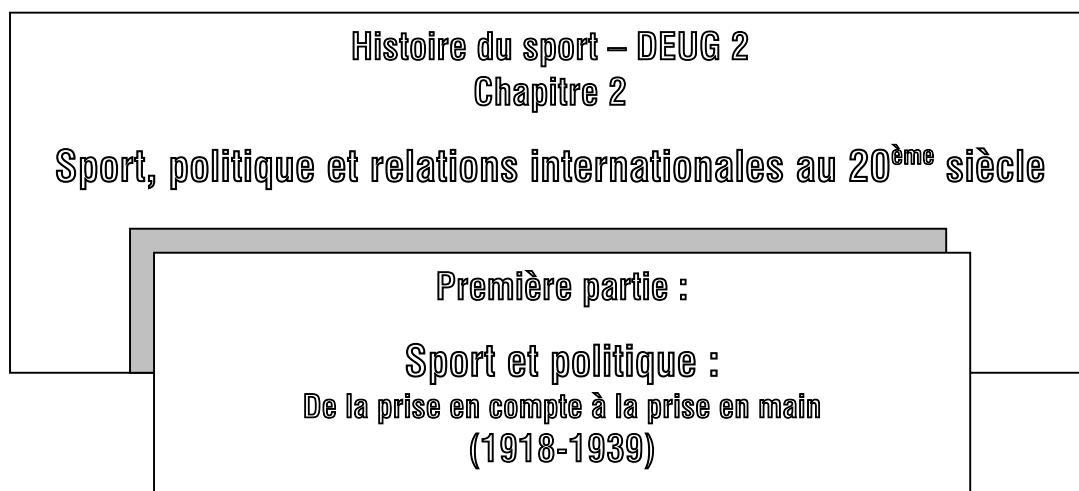 Histoire du sport – DEUG 2
Chapitre 2
Sport, politique et relations internationales au 20ème siècle
Première partie :
Sport et politique :
De la prise en compte à la prise en main
(1918-1939)